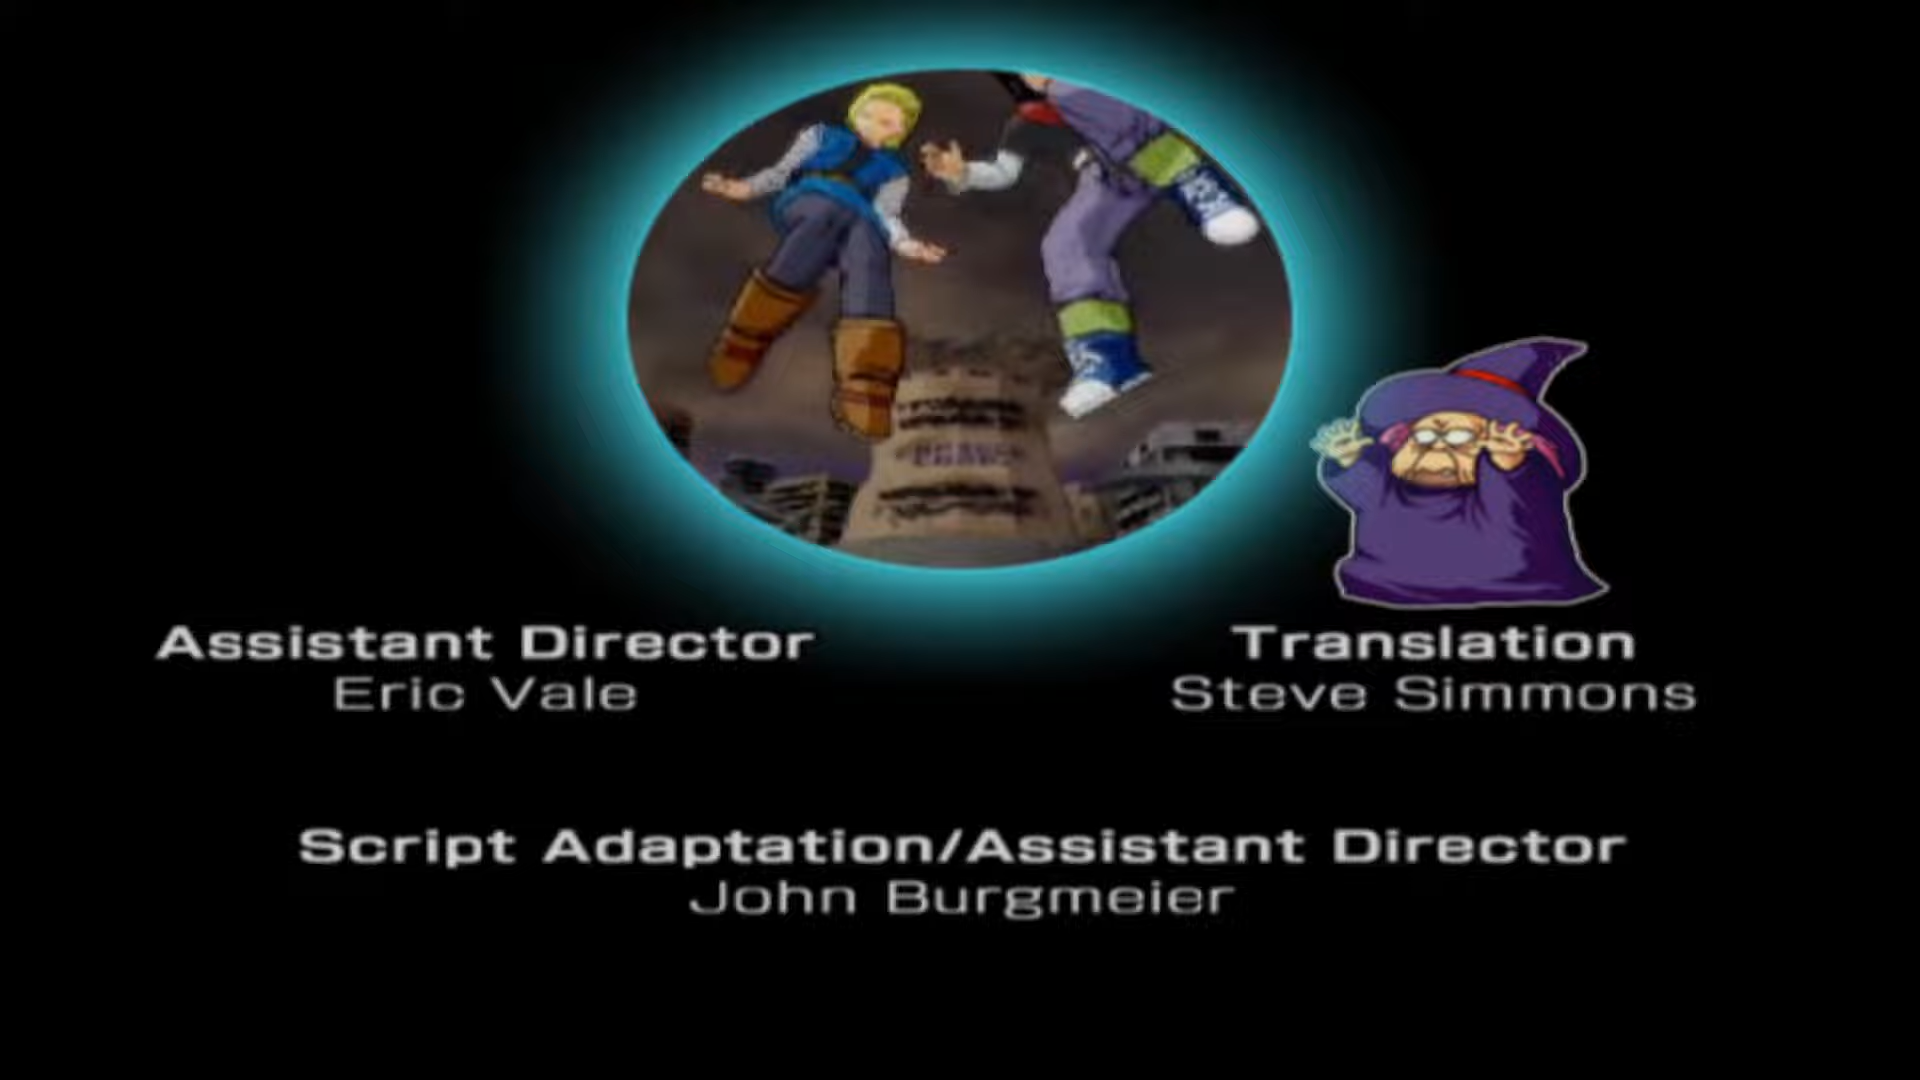 Assistant Director
Eric Vale
Translation
Steve Simmons
Script Adaptation/Assistant Director
John Burgmeier